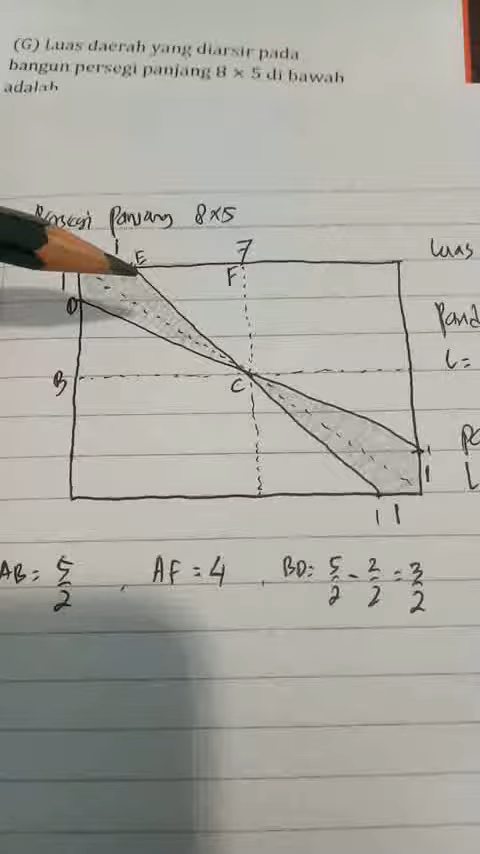 (G) Luas daerah yang diarsir pada
bangun persegi panjang 8 × 5 di bawah
adalah
Persegi Panjang 8×5
1
E
7
F
Luas
1
D
L=
B
C
1
L
1 1
AB = 5/2 , AF = 4 , BD = 5/2 - 2/2 = 3/2